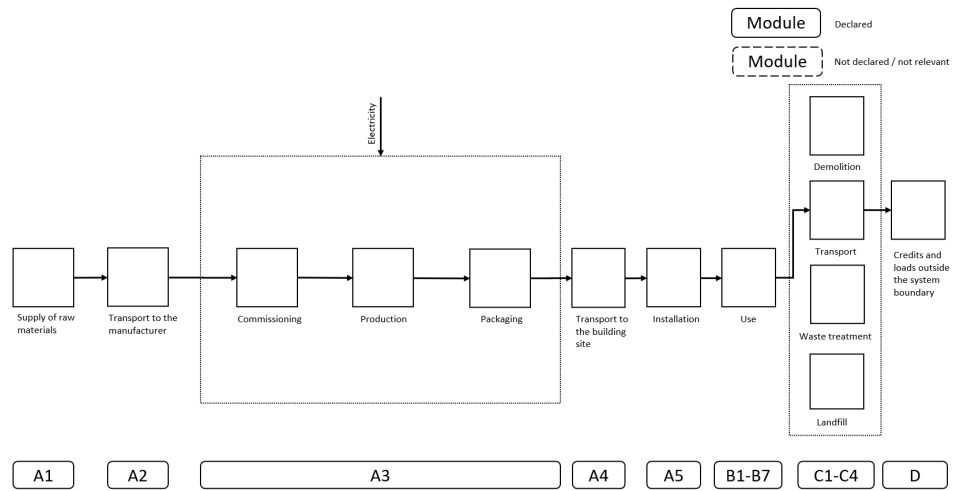 Module
Declared
Module
Not declared / not relevant
Electricity
Demolition
Transport
Supply of raw
materials
Transport to the
manufacturer
Commissioning
Production
Packaging
Transport to
the building
site
Installation
Use
Credits and
loads outside
the system
boundary
Waste treatment
Landfill
A1
A2
A3
A4
A5
B1-B7
C1-C4
D